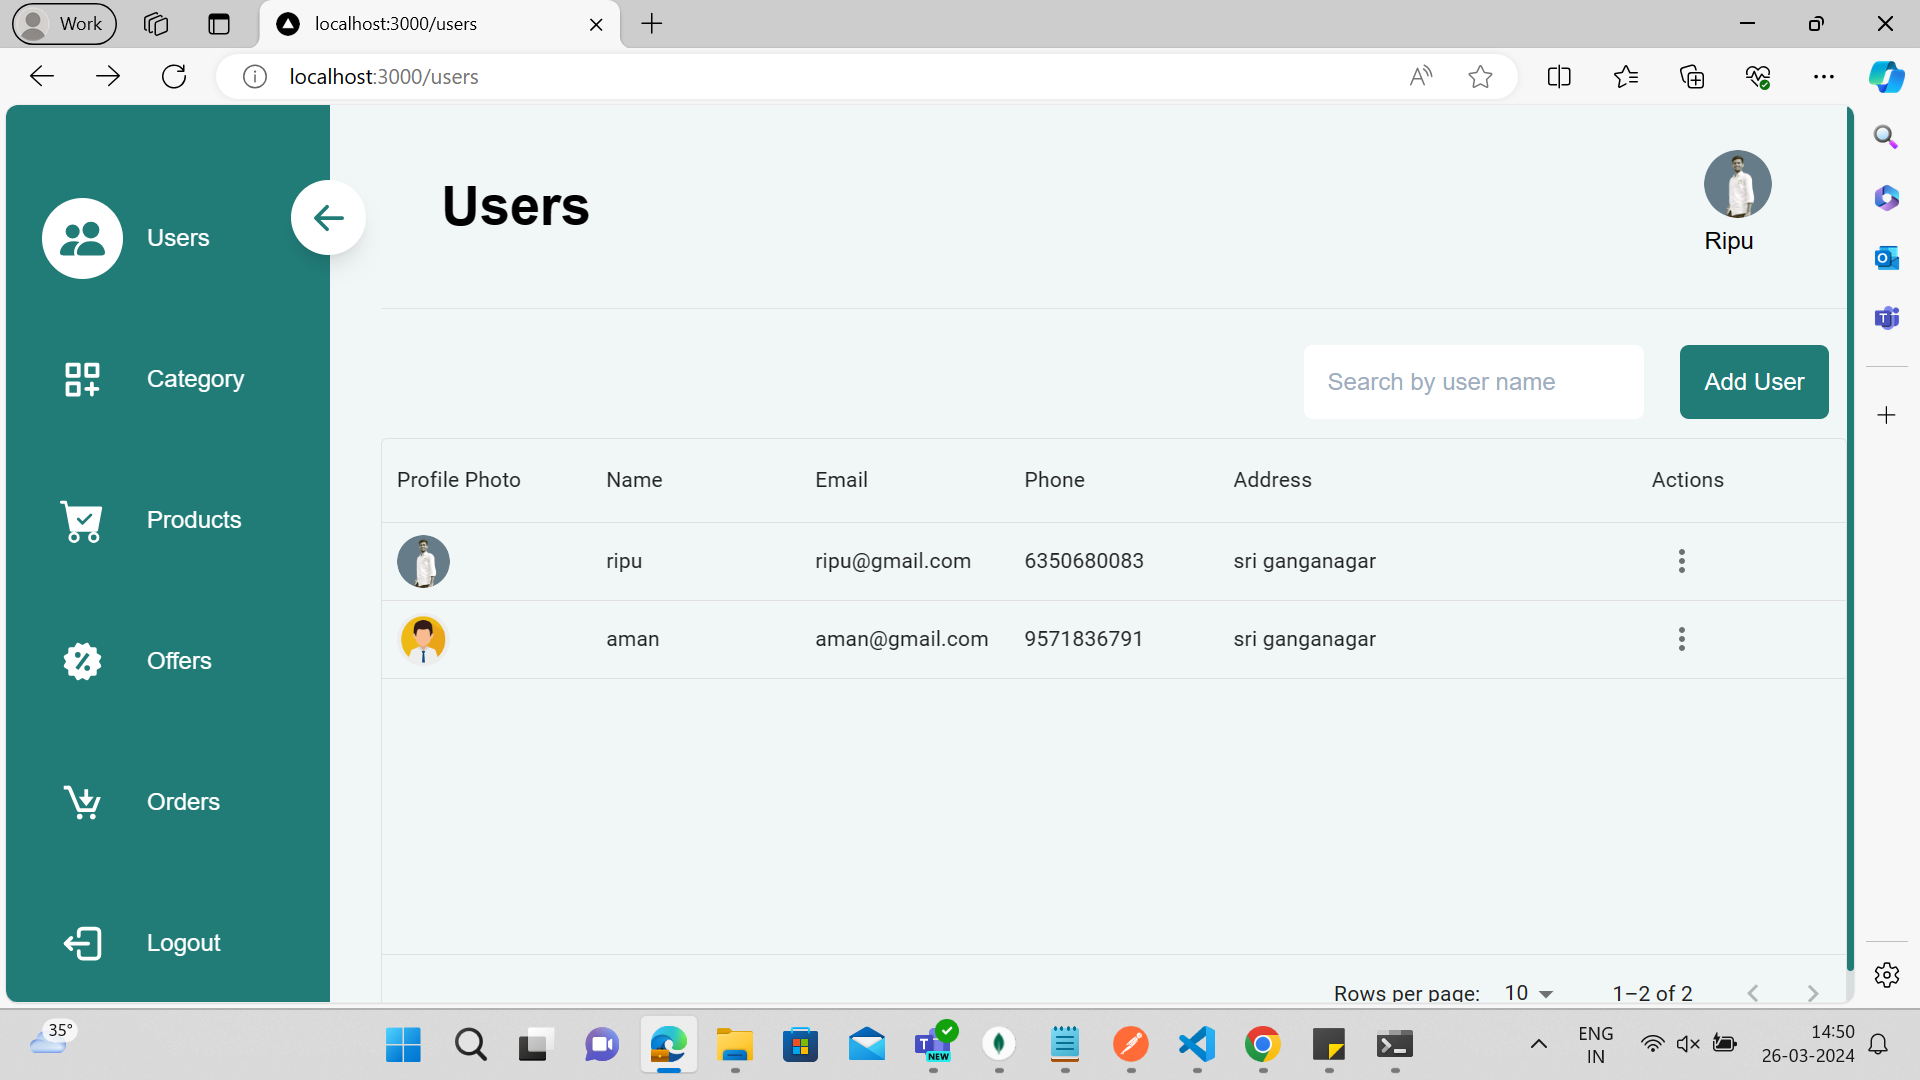 Work
localhost:3000/users
localhost:3000/users
Users
Ripu
Users
Category
Products
Offers
Orders
Logout
Search by user name
Add User
Profile Photo Name Email Phone Address Actions
ripu ripu@gmail.com 6350680083 sri ganganagar
aman aman@gmail.com 9571836791 sri ganganagar
Rows per page: 10 1–2 of 2
35°
NEW
ENG
IN
14:50
26-03-2024